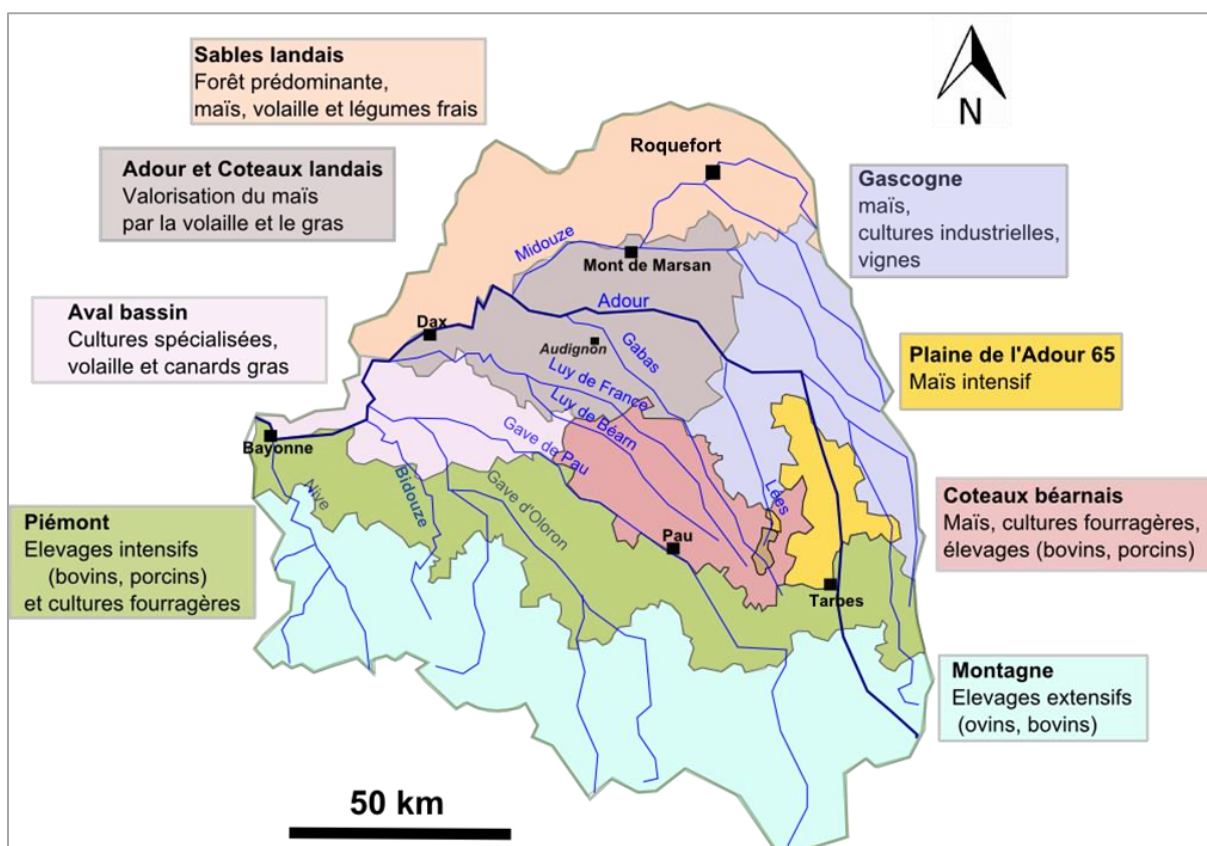 Sables landais
Forêt prédominante,
maïs, volaille et légumes frais
N
Adour et Coteaux landais
Valorisation du maïs
par la volaille et le gras
Roquefort
Gascogne
maïs,
cultures industrielles,
vignes
Midouze
Mont de Marsan
Adour
Aval bassin
Cultures spécialisées,
volaille et canards gras
Dax
Audignon
Gabas
Plaine de l'Adour 65
Maïs intensif
Luy de France
Luy de Béarn
Gave de Pau
Bayonne
Nive
Bidouze
Gave d'Oloron
Lées
Coteaux béarnais
Maïs, cultures fourragères,
élevages (bovins, porcins)
Piémont
Elevages intensifs
(bovins, porcins)
et cultures fourragères
Pau
Tarbes
Montagne
Elevages extensifs
(ovins, bovins)
50 km